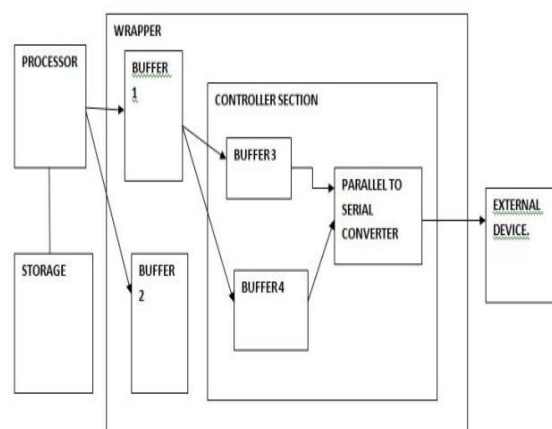 WRAPPER
PROCESSOR
BUFFER
1
CONTROLLER SECTION
BUFFER3
PARALLEL TO
SERIAL
CONVERTER
EXTERNAL
DEVICE.
STORAGE
BUFFER
2
BUFFER4